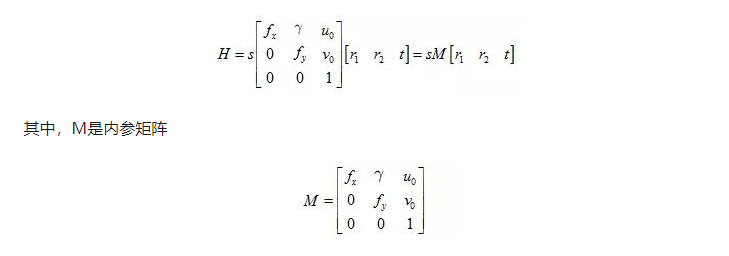 H = s [ f_x γ u_0 ; 0 f_y v_0 ; 0 0 1 ] [ r_1 r_2 t ] = sM [ r_1 r_2 t ]
其中，M是内参矩阵
M = [ f_x γ u_0 ; 0 f_y v_0 ; 0 0 1 ]